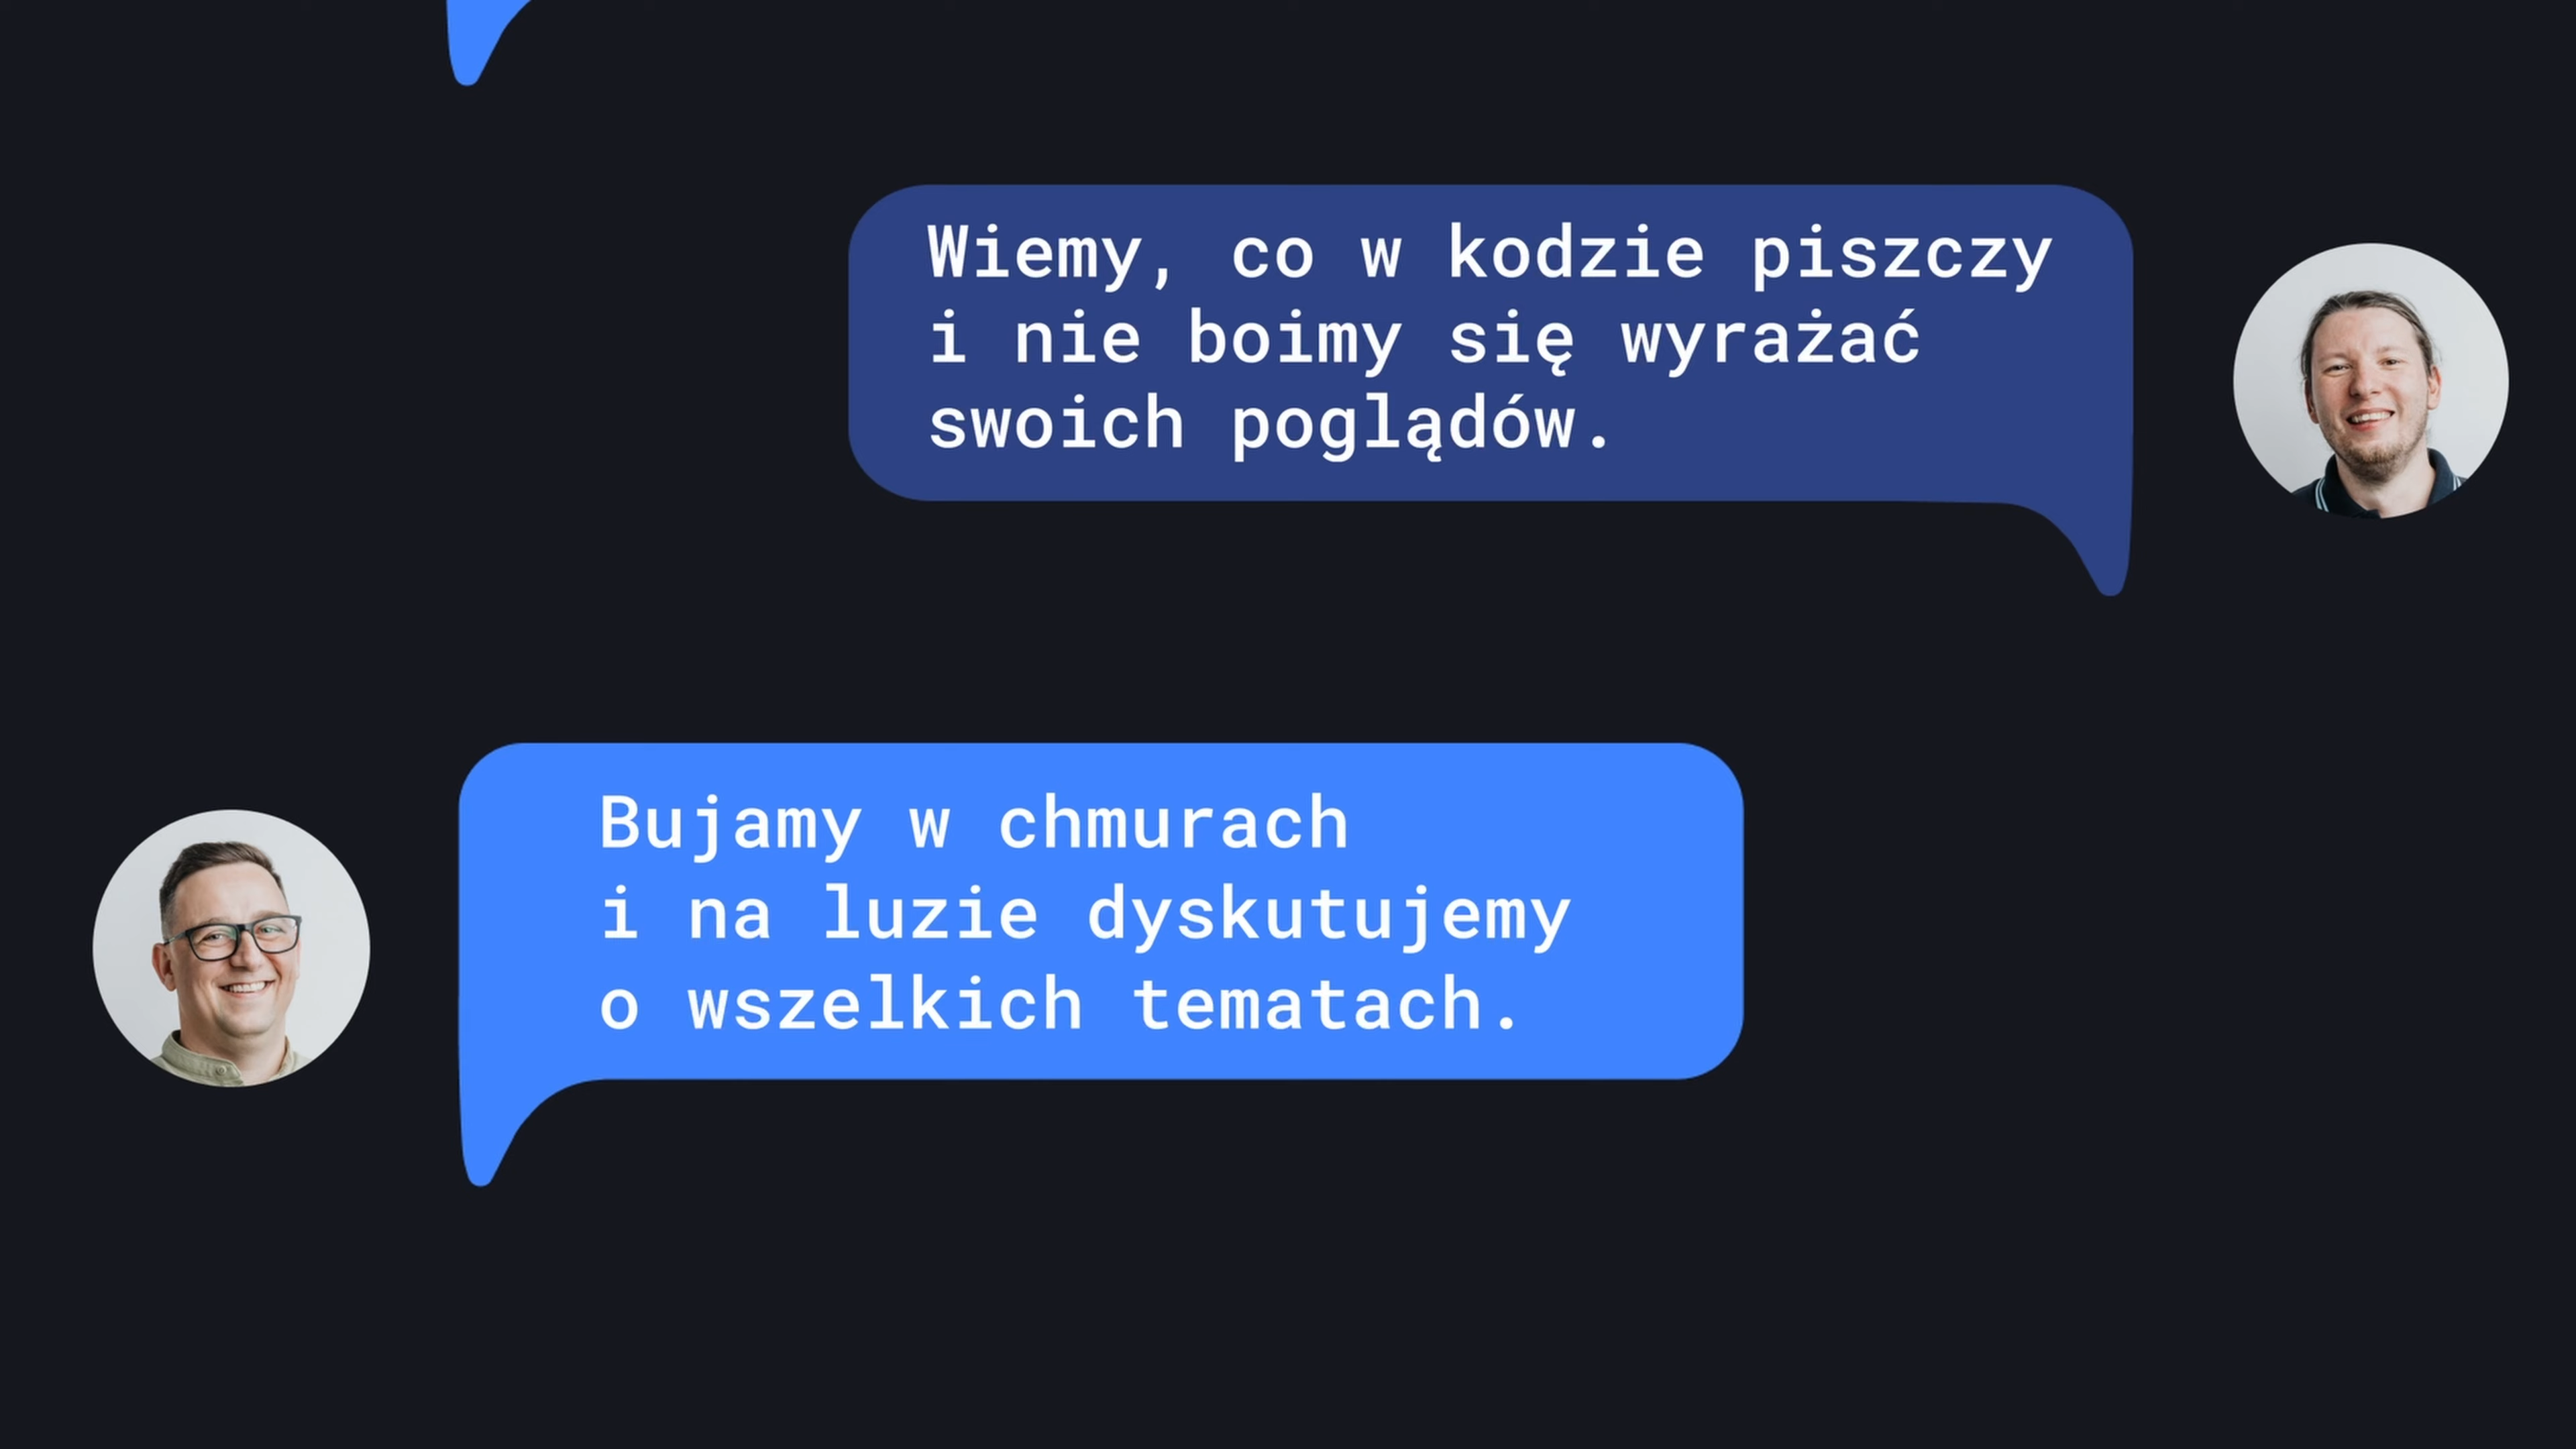 Wiemy, co w kodzie piszczy
i nie boimy się wyrażać
swoich poglądów.
Bujamy w chmurach
i na luzie dyskutujemy
o wszelkich tematach.